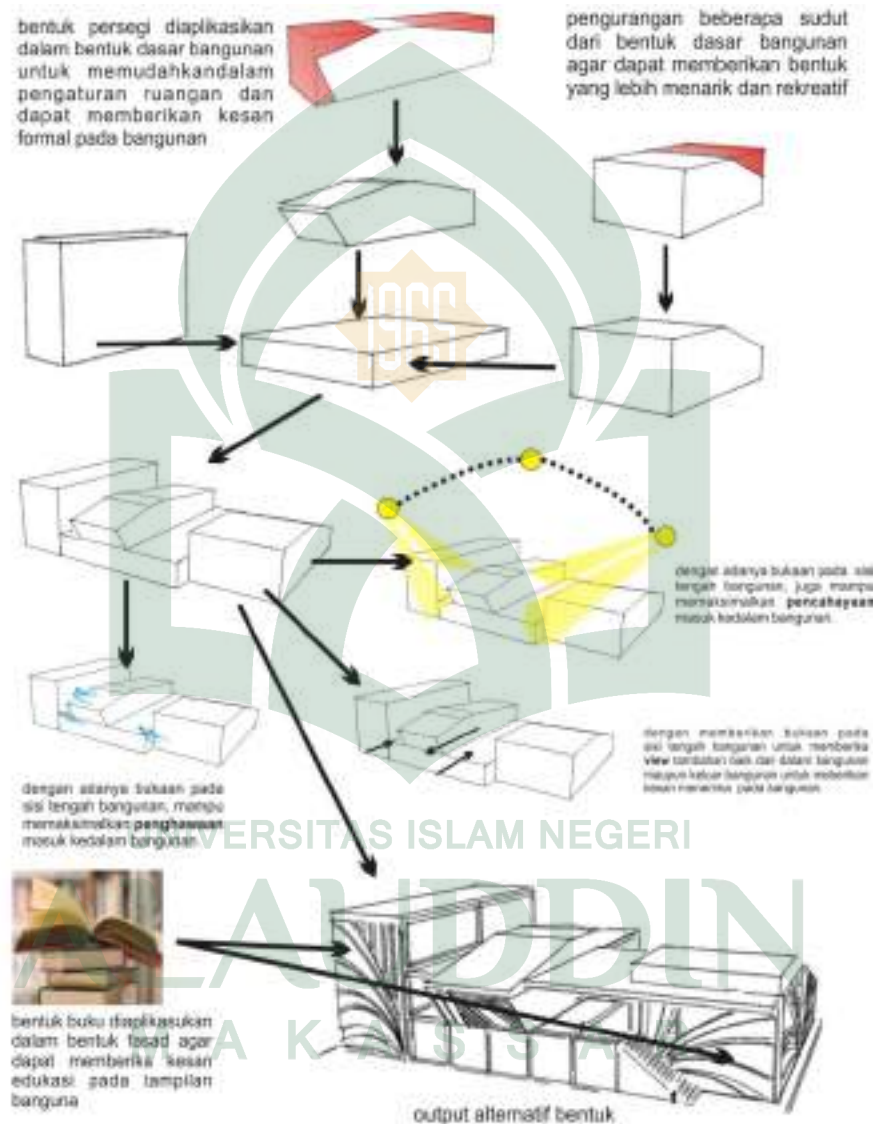 bentuk persegi diaplikasikan
dalam bentuk dasar bangunan
untuk memudahkandalam
pengaturan ruangan dan
dapat memberikan kesan
formal pada bangunan
pengurangan beberapa sudut
dari bentuk dasar bangunan
agar dapat memberikan bentuk
yang lebih menarik dan rekreatif
1965
dengan adanya bukaan pada sisi
tengah bangunan, juga mampu
memaksimalkan pencahayaan
masuk kedalam bangunan
dengan memberikan bukaan pada
sisi tengah bangunan untuk memberika
view tambahan baik dari dalam bangunan
maupun keluar bangunan untuk
kesan menerima pada bangunan
dengan adanya bukaan pada
sisi tengah bangunan, mampu
memaksimalkan penghawaan
masuk kedalam bangunan
UNIVERSITAS ISLAM NEGERI
ALAUDDIN
MAKASSAR
bentuk buku diaplikasukan
dalam bentuk fasad agar
dapat memberika kesan
edukasi pada tampilan
banguna
output alternatif bentuk